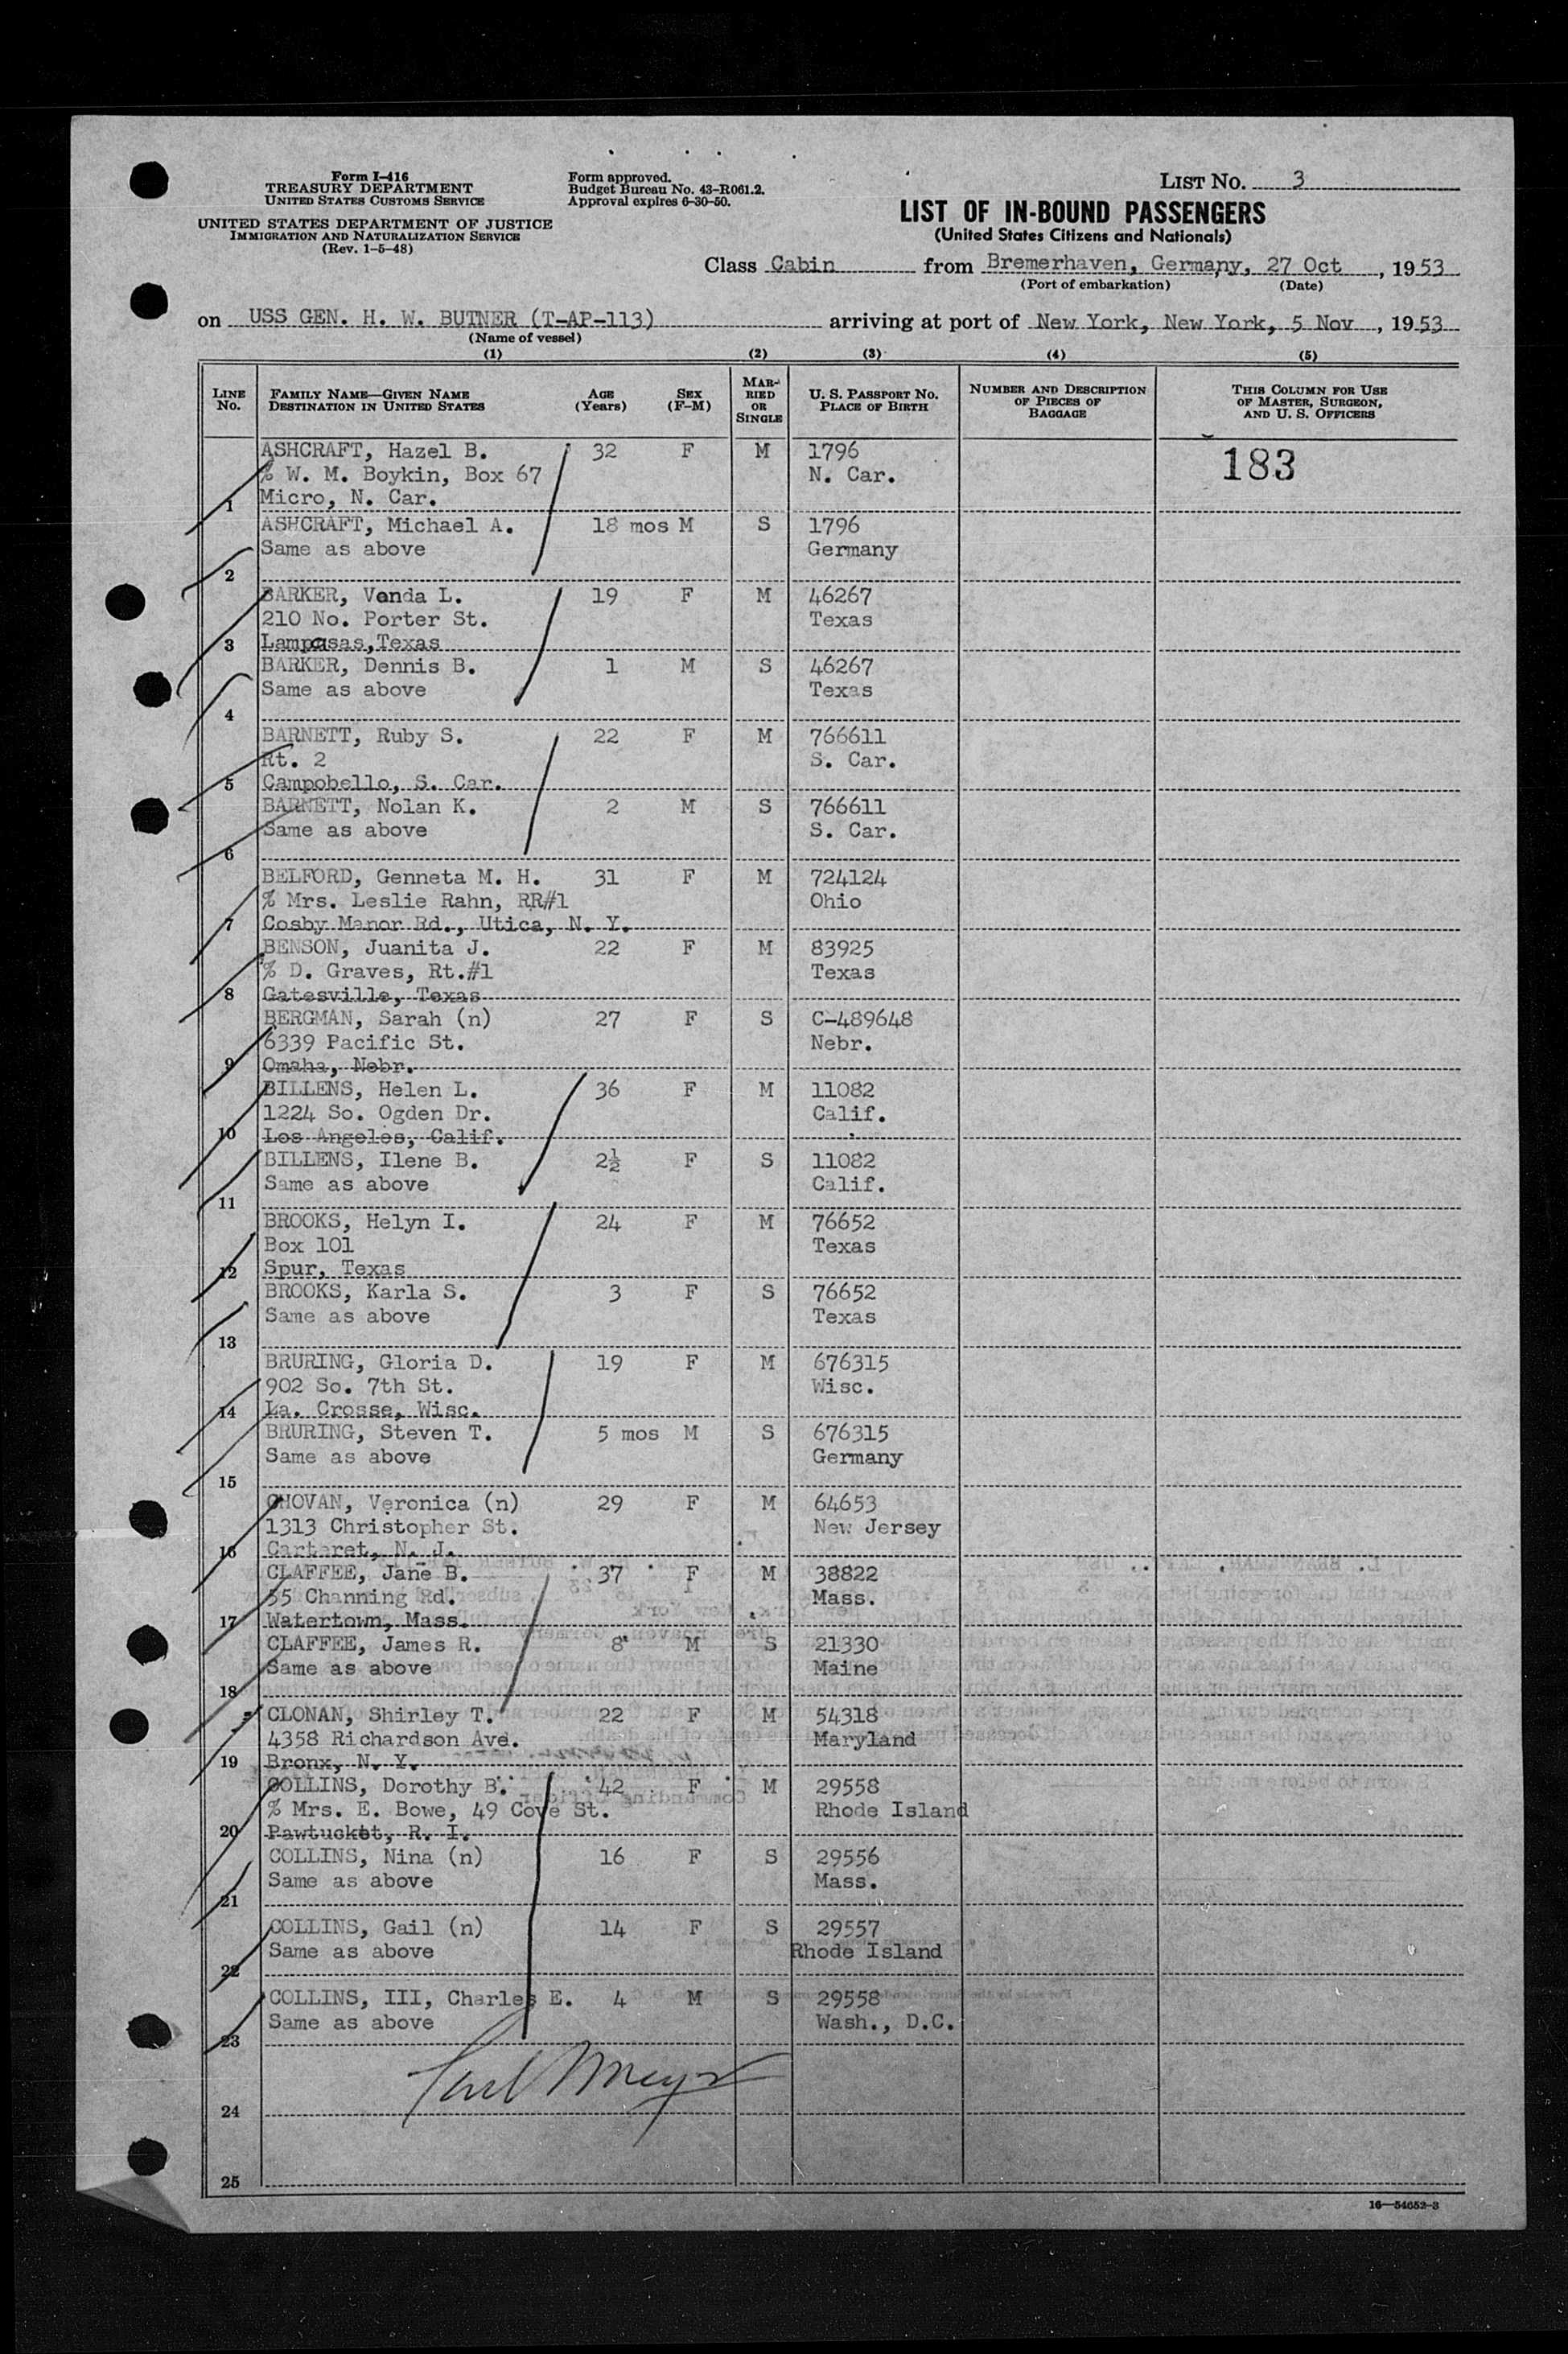 Form I-416
TREASURY DEPARTMENT
UNITED STATES CUSTOMS SERVICE
UNITED STATES DEPARTMENT OF JUSTICE
IMMIGRATION AND NATURALIZATION SERVICE
(Rev. 1-5-48)
Form approved.
Budget Bureau No. 43-R061.2.
Approval expires 6-30-50.
LIST No. 3
LIST OF IN-BOUND PASSENGERS
(United States Citizens and Nationals)
Class Cabin from Bremerhaven, Germany, 27 Oct, 1953
(Port of embarkation) (Date)
on USS GEN. H. W. BUTNER (T-AP-113) arriving at port of New York, New York, 5 Nov, 1953
(Name of vessel)
(1) (2) (3) (4) (5)
LINE No. FAMILY NAME—GIVEN NAME DESTINATION IN UNITED STATES AGE (Years) SEX (F-M) MARRIED OR SINGLE U. S. PASSPORT No. PLACE OF BIRTH NUMBER AND DESCRIPTION OF PIECES OF BAGGAGE THIS COLUMN FOR USE OF MASTER, SURGEON, AND U. S. OFFICERS
ASHCRAFT, Hazel B. 32 F M 1796 183
% W. M. Boykin, Box 67 N. Car.
1 Micro, N. Car.
ASHCRAFT, Michael A. 18 mos M S 1796
Same as above Germany
2
BARKER, Vanda L. 19 F M 46267
210 No. Porter St. Texas
3 Lampasas, Texas
BARKER, Dennis B. 1 M S 46267
Same as above Texas
4
BARNETT, Ruby S. 22 F M 766611
Rt. 2 S. Car.
5 Campobello, S. Car.
BARNETT, Nolan K. 2 M S 766611
Same as above S. Car.
6
BELFORD, Genneta M. H. 31 F M 724124
% Mrs. Leslie Rahn, RR#1 Ohio
7 Cosby Manor Rd., Utica, N. Y.
BENSON, Juanita J. 22 F M 83925
% D. Graves, Rt.#1 Texas
8 Gatesville, Texas
BERGMAN, Sarah (n) 27 F S C-489648
6339 Pacific St. Nebr.
9 Omaha, Nebr.
BILLENS, Helen L. 36 F M 11082
1224 So. Ogden Dr. Calif.
10 Los Angeles, Calif.
BILLENS, Ilene B. 2½ F S 11082
Same as above Calif.
11
BROOKS, Helyn I. 24 F M 76652
Box 101 Texas
12 Spur, Texas
BROOKS, Karla S. 3 F S 76652
Same as above Texas
13
BRURING, Gloria D. 19 F M 676315
902 So. 7th St. Wisc.
14 La. Crosse, Wisc.
BRURING, Steven T. 5 mos M S 676315
Same as above Germany
15
CHOVAN, Veronica (n) 29 F M 64653
1313 Christopher St. New Jersey
16 Carteret, N. J.
CLAFFEE, Jane B. 37 F M 38822
55 Channing Rd. Mass.
17 Watertown, Mass.
CLAFFEE, James R. 8 M S 21330
Same as above Maine
18
CLONAN, Shirley T. 22 F M 54318
4358 Richardson Ave. Maryland
19 Bronx, N. Y.
COLLINS, Dorothy B. 42 F M 29558
% Mrs. E. Bowe, 49 Cove St. Rhode Island
20 Pawtucket, R. I.
COLLINS, Nina (n) 16 F S 29556
Same as above Mass.
21
COLLINS, Gail (n) 14 F S 29557
Same as above Rhode Island
22
COLLINS, III, Charles E. 4 M S 29558
Same as above Wash., D.C.
23
24
25
16—54652-3